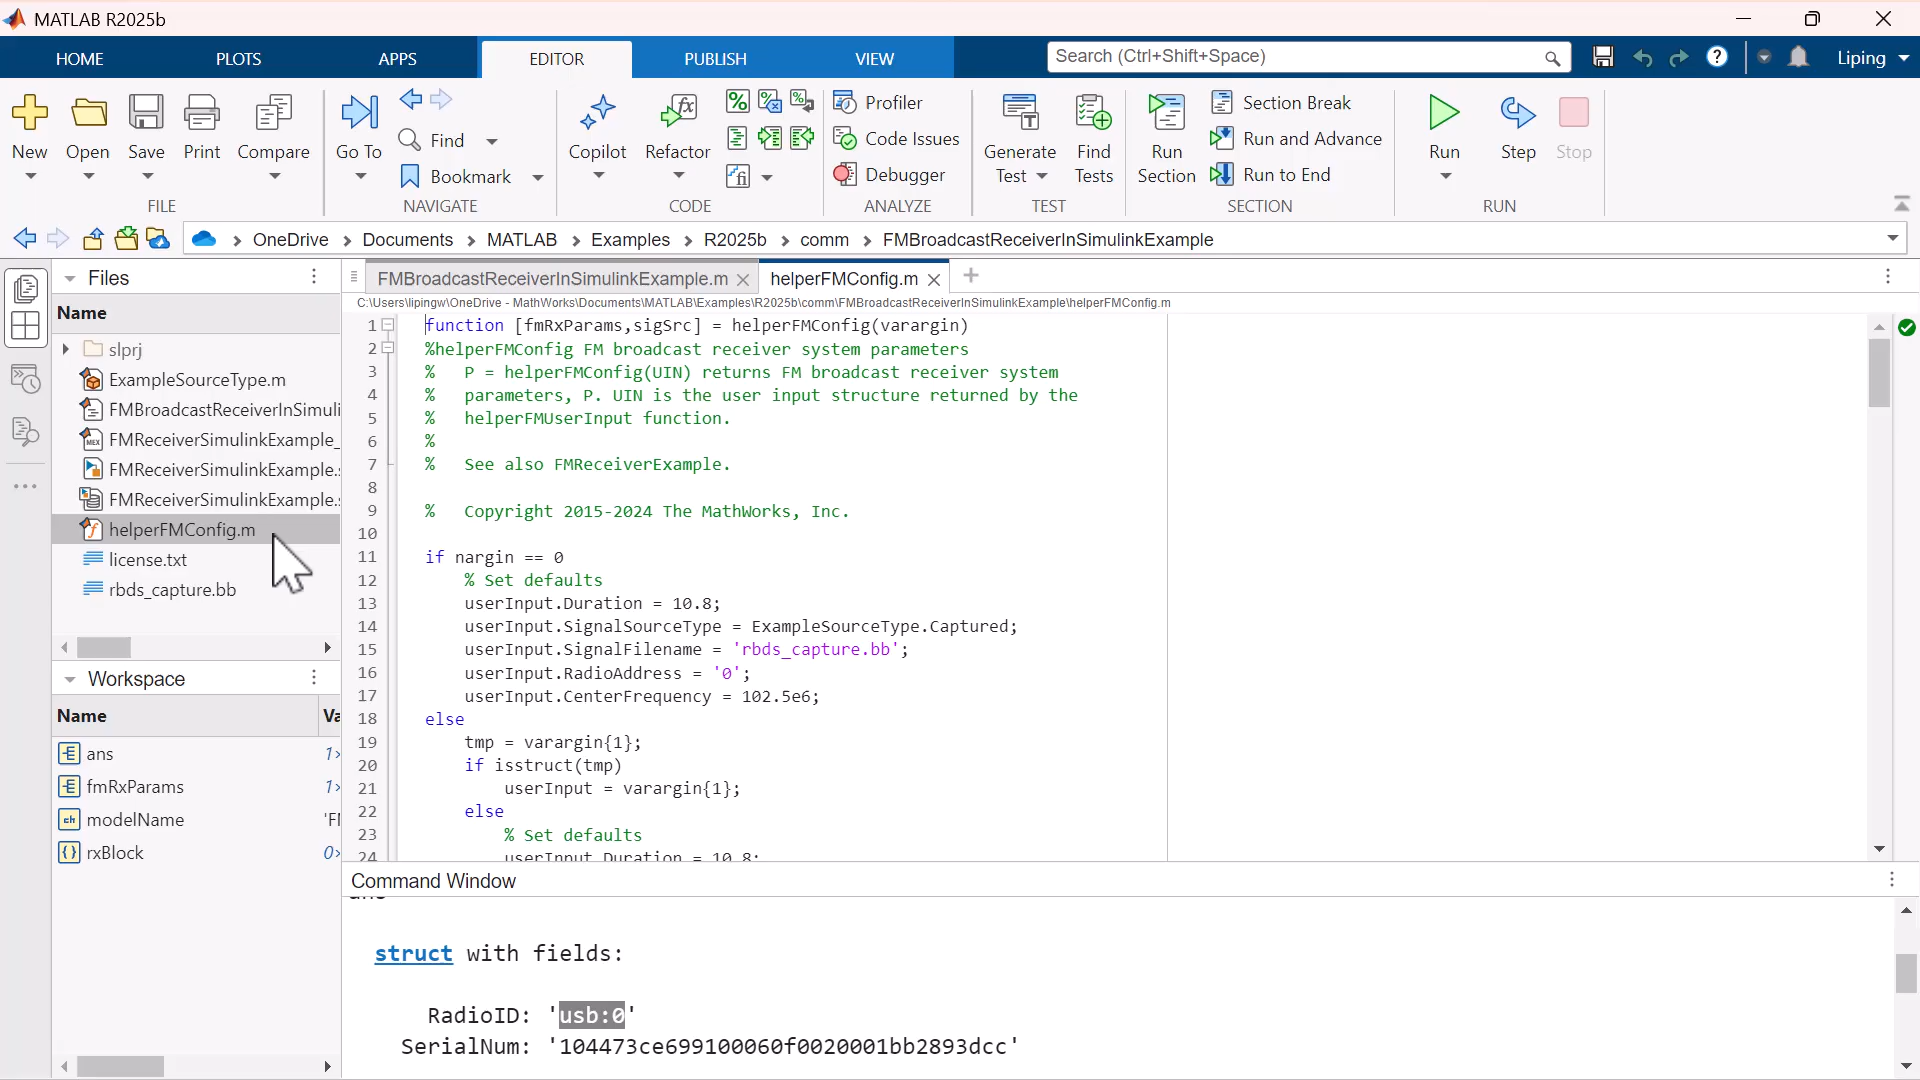 MATLAB R2025b
HOME PLOTS APPS EDITOR PUBLISH VIEW Search (Ctrl+Shift+Space) Liping
New Open Save Print Compare Go To Find Bookmark Copilot Refactor Profiler Code Issues Debugger Generate Test Find Tests Run Section Section Break Run and Advance Run to End Run Step Stop
FILE NAVIGATE CODE ANALYZE TEST SECTION RUN
OneDrive Documents MATLAB Examples R2025b comm FMBroadcastReceiverInSimulinkExample
Files
Name
slprj
ExampleSourceType.m
FMBroadcastReceiverInSimuli
FMReceiverSimulinkExample_
FMReceiverSimulinkExample.
FMReceiverSimulinkExample.
helperFMConfig.m
license.txt
rbds_capture.bb
Workspace
Name Va
ans 1×
fmRxParams 1×
modelName 'F
rxBlock 0×
FMBroadcastReceiverInSimulinkExample.m helperFMConfig.m
C:\Users\lipingw\OneDrive - MathWorks\Documents\MATLAB\Examples\R2025b\comm\FMBroadcastReceiverInSimulinkExample\helperFMConfig.m
1 function [fmRxParams,sigSrc] = helperFMConfig(varargin)
2 %helperFMConfig FM broadcast receiver system parameters
3 % P = helperFMConfig(UIN) returns FM broadcast receiver system
4 % parameters, P. UIN is the user input structure returned by the
5 % helperFMUserInput function.
6 %
7 % See also FMReceiverExample.
8
9 % Copyright 2015-2024 The MathWorks, Inc.
10
11 if nargin == 0
12 % Set defaults
13 userInput.Duration = 10.8;
14 userInput.SignalSourceType = ExampleSourceType.Captured;
15 userInput.SignalFilename = 'rbds_capture.bb';
16 userInput.RadioAddress = '0';
17 userInput.CenterFrequency = 102.5e6;
18 else
19 tmp = varargin{1};
20 if isstruct(tmp)
21 userInput = varargin{1};
22 else
23 % Set defaults
24 userInput.Duration = 10.8;
Command Window
ans
struct with fields:
RadioID: 'usb:0'
SerialNum: '104473ce699100060f0020001bb2893dcc'